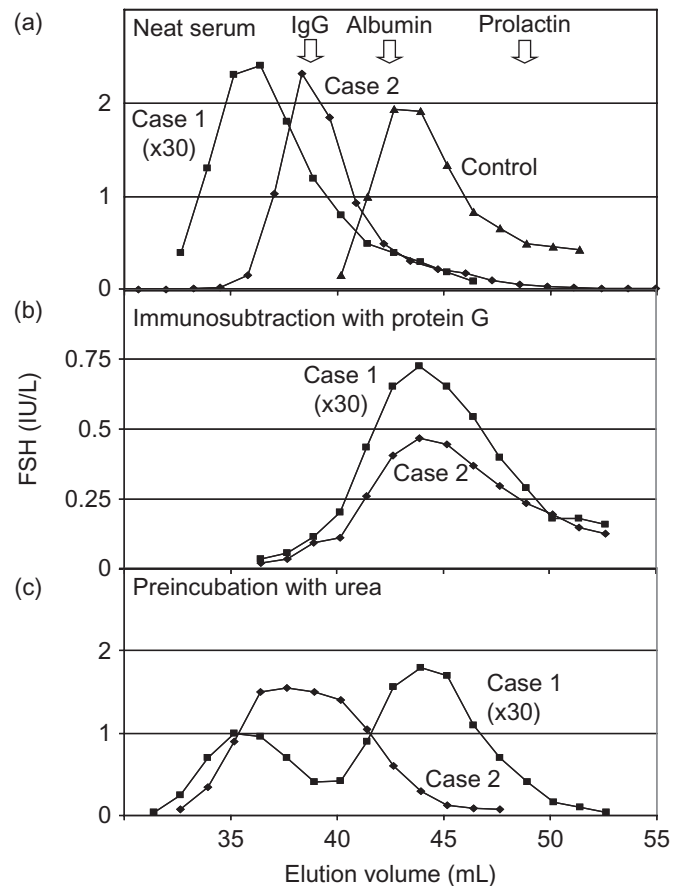 (a)
Neat serum
IgG
Albumin
Prolactin
Case 2
Case 1
(x30)
Control
2
1
0
(b)
Immunosubtraction with protein G
0.75
0.5
0.25
0
Case 1
(x30)
Case 2
FSH (IU/L)
(c)
Preincubation with urea
2
1
0
Case 1
(x30)
Case 2
35
40
45
50
55
Elution volume (mL)